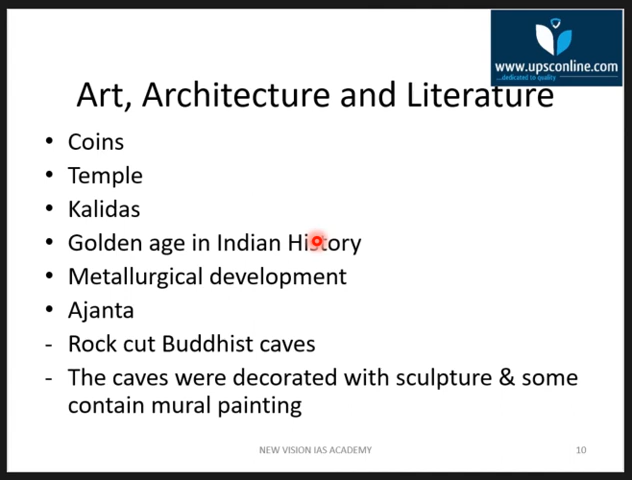 www.upsconline.com
...dedicated to quality
Art, Architecture and Literature
• Coins
• Temple
• Kalidas
• Golden age in Indian History
• Metallurgical development
• Ajanta
- Rock cut Buddhist caves
- The caves were decorated with sculpture & some
contain mural painting
NEW VISION IAS ACADEMY
10